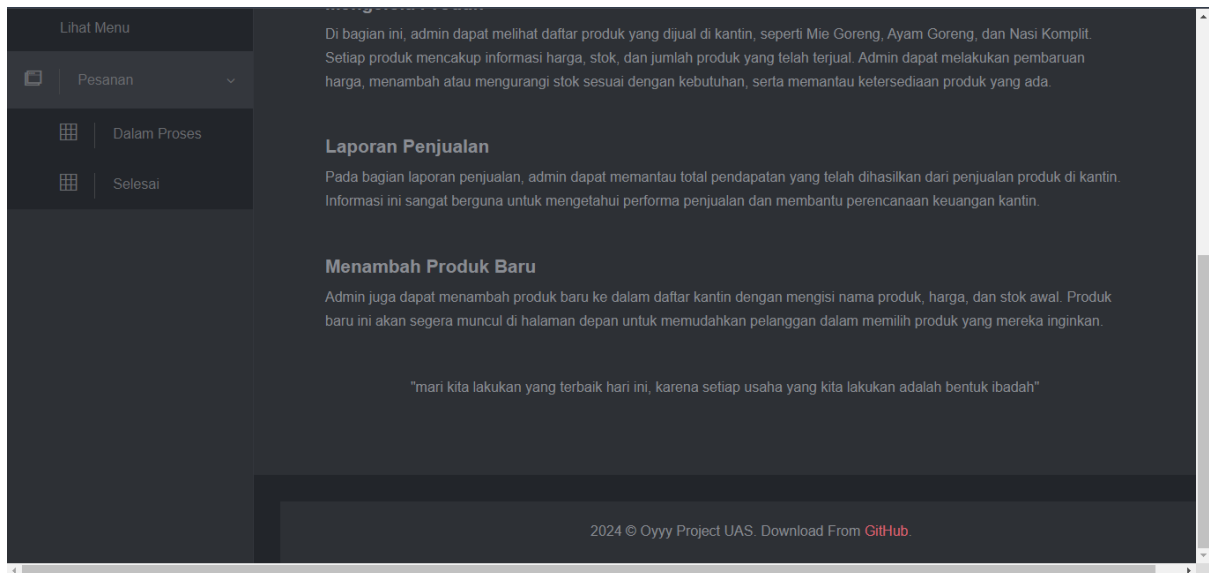 Lihat Menu
Pesanan
Dalam Proses
Selesai
Mengelola Produk
Di bagian ini, admin dapat melihat daftar produk yang dijual di kantin, seperti Mie Goreng, Ayam Goreng, dan Nasi Komplit.
Setiap produk mencakup informasi harga, stok, dan jumlah produk yang telah terjual. Admin dapat melakukan pembaruan
harga, menambah atau mengurangi stok sesuai dengan kebutuhan, serta memantau ketersediaan produk yang ada.
Laporan Penjualan
Pada bagian laporan penjualan, admin dapat memantau total pendapatan yang telah dihasilkan dari penjualan produk di kantin.
Informasi ini sangat berguna untuk mengetahui performa penjualan dan membantu perencanaan keuangan kantin.
Menambah Produk Baru
Admin juga dapat menambah produk baru ke dalam daftar kantin dengan mengisi nama produk, harga, dan stok awal. Produk
baru ini akan segera muncul di halaman depan untuk memudahkan pelanggan dalam memilih produk yang mereka inginkan.
"mari kita lakukan yang terbaik hari ini, karena setiap usaha yang kita lakukan adalah bentuk ibadah"
2024 © Oyyy Project UAS. Download From GitHub.